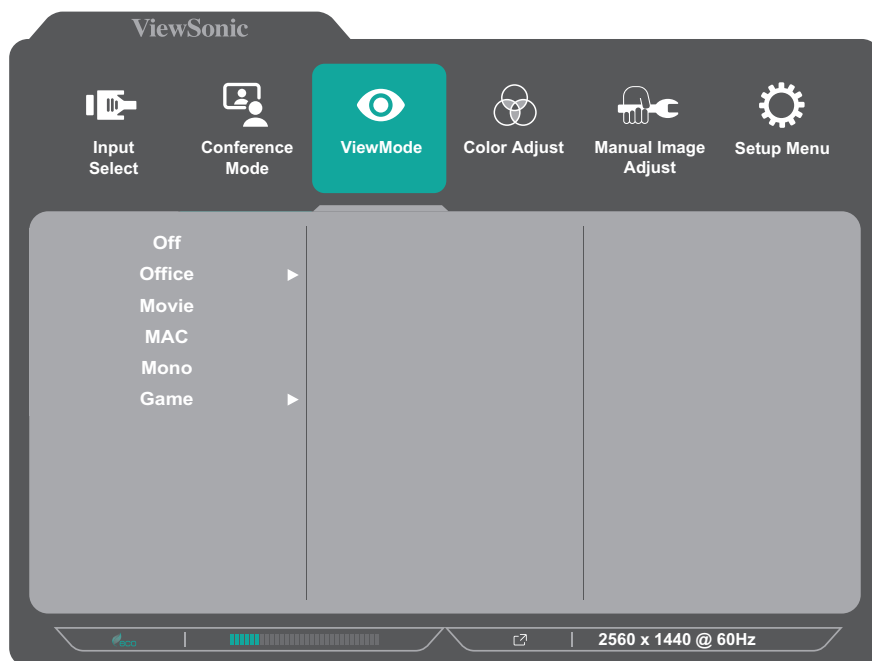 ViewSonic
Input
Select
Conference
Mode
ViewMode
Color Adjust
Manual Image
Adjust
Setup Menu
Off
Office
Movie
MAC
Mono
Game
eco
2560 x 1440 @ 60Hz